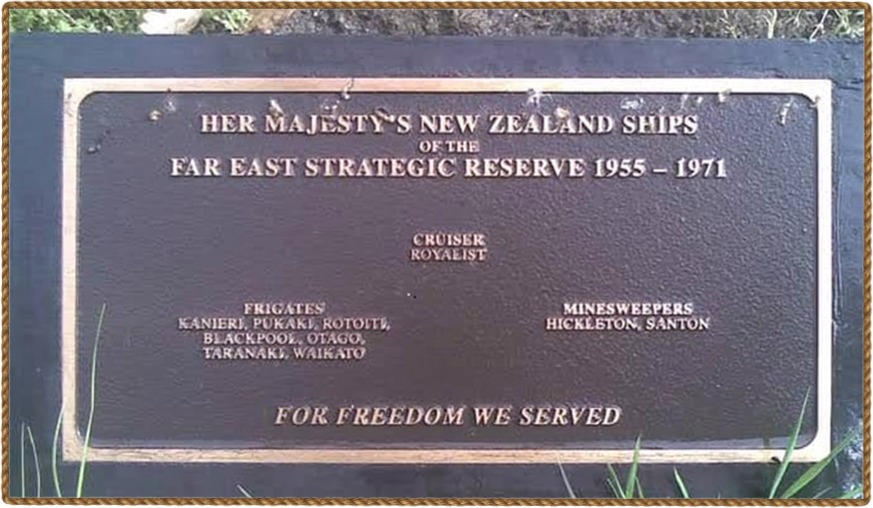 HER MAJESTY'S NEW ZEALAND SHIPS
OF THE
FAR EAST STRATEGIC RESERVE 1955 – 1971
CRUISER
ROYALIST
FRIGATES
KANIERI, PUKAKI, ROTOITI,
BLACKPOOL, OTAGO,
TARANAKI, WAIKATO
MINESWEEPERS
HICKLETON, SANTON
FOR FREEDOM WE SERVED